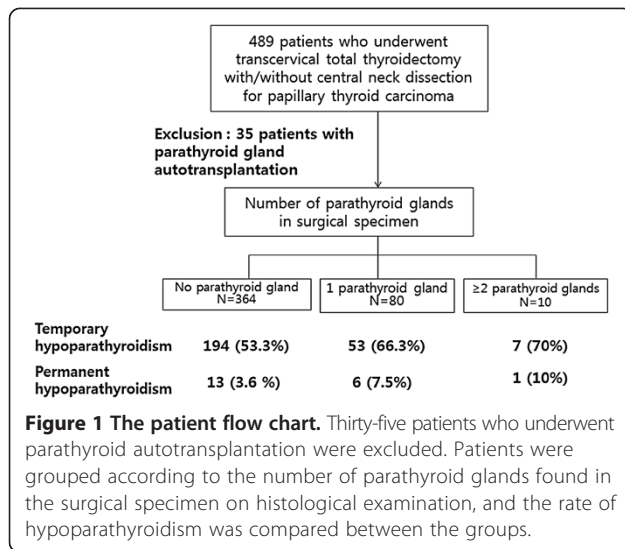 489 patients who underwent
transcervical total thyroidectomy
with/without central neck dissection
for papillary thyroid carcinoma
Exclusion : 35 patients with
parathyroid gland
autotransplantation
Number of parathyroid glands
in surgical specimen
No parathyroid gland
N=364
1 parathyroid gland
N=80
≥2 parathyroid glands
N=10
Temporary
hypoparathyroidism 194 (53.3%) 53 (66.3%) 7 (70%)
Permanent
hypoparathyroidism 13 (3.6 %) 6 (7.5%) 1 (10%)
Figure 1 The patient flow chart. Thirty-five patients who underwent
parathyroid autotransplantation were excluded. Patients were
grouped according to the number of parathyroid glands found in
the surgical specimen on histological examination, and the rate of
hypoparathyroidism was compared between the groups.